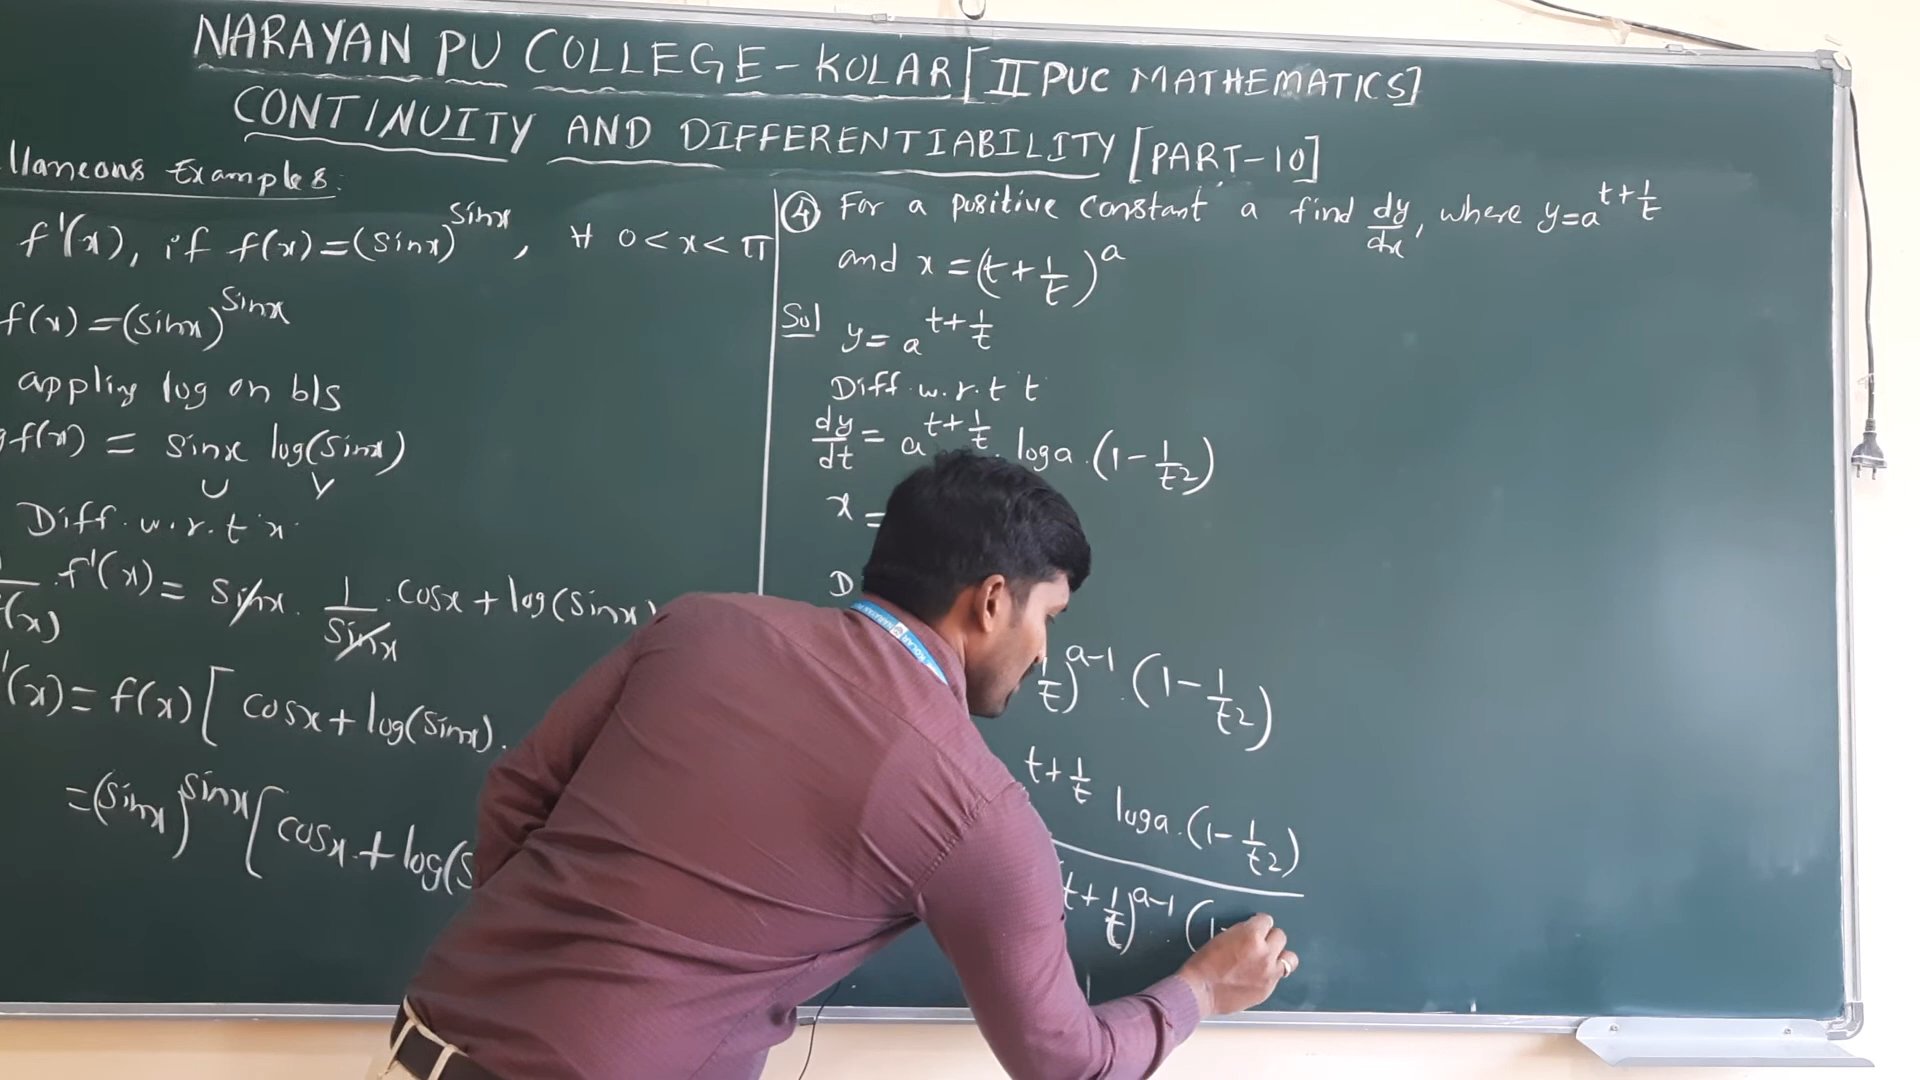 NARAYAN PU COLLEGE - KOLAR [II PUC MATHEMATICS]
CONTINUITY AND DIFFERENTIABILITY [PART-10]
llaneous Examples:
f'(x), if f(x)=(sinx)^sinx, ∀ 0<x<π
f(x)=(sinx)^sinx
appling log on b/s
f(x) = sinx log(sinx)
U V
Diff. w.r.t x
f'(x) = sinx . 1/sinx . cosx + log(sinx)
'(x) = f(x) [ cosx + log(sinx).
=(sinx)^sinx [ cosx + log(s
④ For a positive constant a find dy/dx, where y=a^(t+1/t)
and x = (t+1/t)^a
Sol y= a^(t+1/t)
Diff. w.r.t t
dy/dt = a^(t+1/t) . loga . (1-1/t2)
x =
D
1/t)^(a-1) . (1-1/t2)
t+1/t loga . (1-1/t2)
t+1/t)^(a-1) . (1-